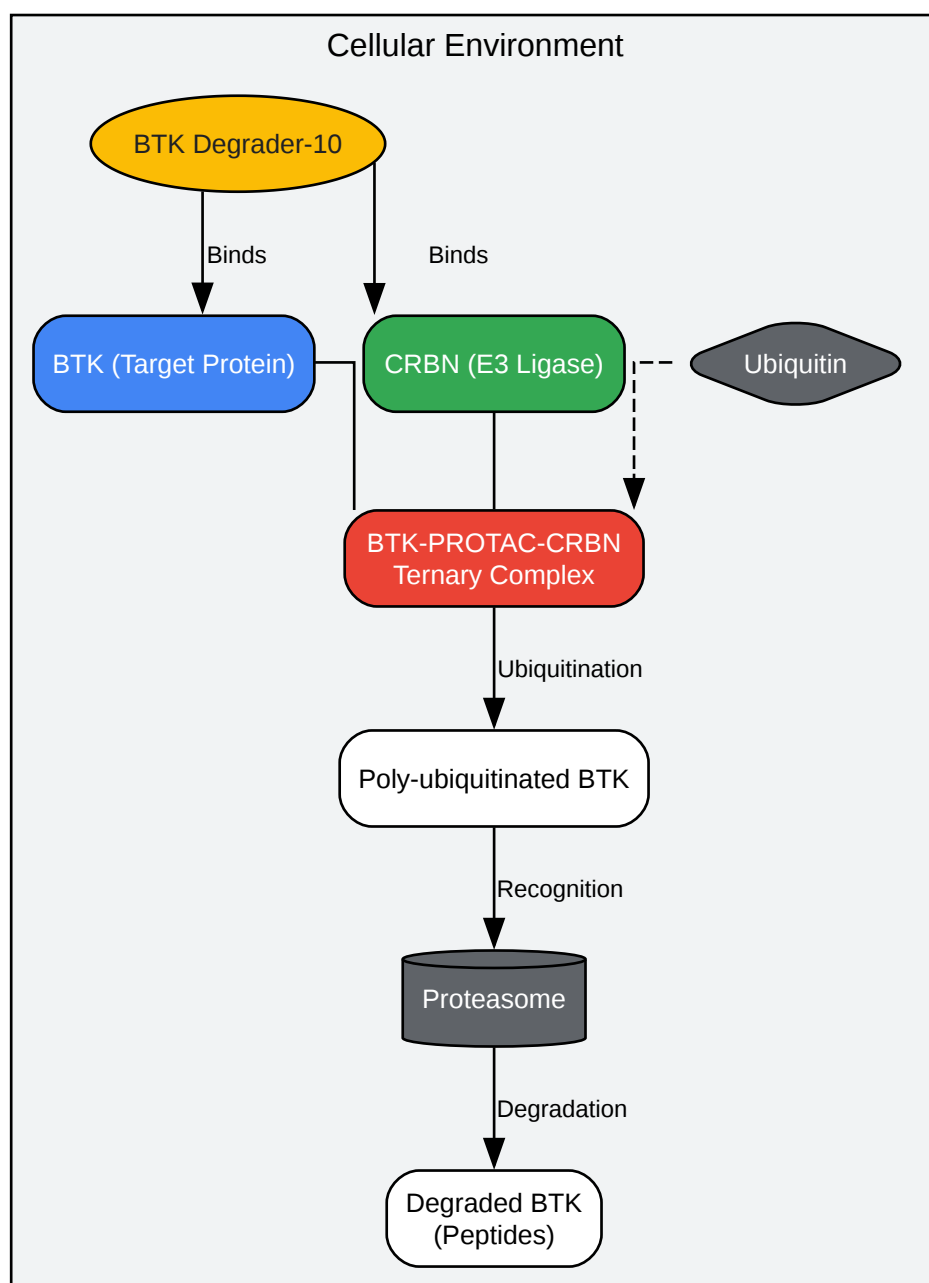 Cellular Environment
BTK Degrader-10
Binds
Binds
BTK (Target Protein)
CRBN (E3 Ligase)
Ubiquitin
BTK-PROTAC-CRBN
Ternary Complex
Ubiquitination
Poly-ubiquitinated BTK
Recognition
Proteasome
Degradation
Degraded BTK
(Peptides)